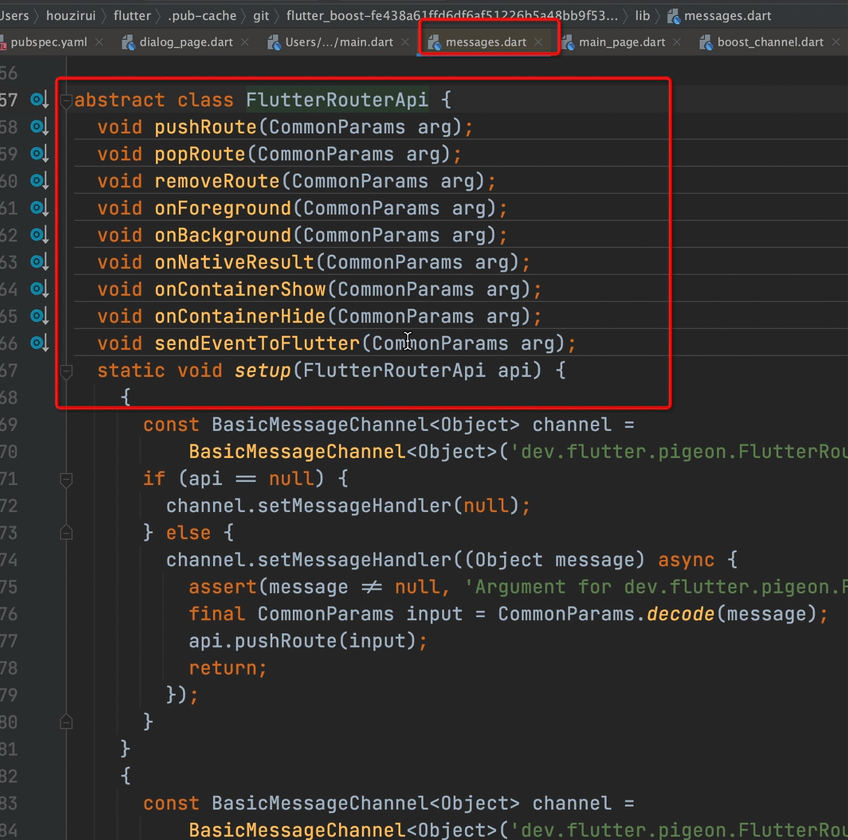 Users › houzirui › flutter › .pub-cache › git › flutter_boost-fe438a61ffd6df6af51226b5a48bb9f53... › lib › messages.dart
pubspec.yaml × dialog_page.dart × Users/.../main.dart × messages.dart × main_page.dart × boost_channel.dart ×
56
57 abstract class FlutterRouterApi {
58 void pushRoute(CommonParams arg);
59 void popRoute(CommonParams arg);
60 void removeRoute(CommonParams arg);
61 void onForeground(CommonParams arg);
62 void onBackground(CommonParams arg);
63 void onNativeResult(CommonParams arg);
64 void onContainerShow(CommonParams arg);
65 void onContainerHide(CommonParams arg);
66 void sendEventToFlutter(CommonParams arg);
67 static void setup(FlutterRouterApi api) {
68 {
69 const BasicMessageChannel<Object> channel =
70 BasicMessageChannel<Object>('dev.flutter.pigeon.FlutterRou
71 if (api == null) {
72 channel.setMessageHandler(null);
73 } else {
74 channel.setMessageHandler((Object message) async {
75 assert(message ≠ null, 'Argument for dev.flutter.pigeon.F
76 final CommonParams input = CommonParams.decode(message);
77 api.pushRoute(input);
78 return;
79 });
80 }
81 }
82 {
83 const BasicMessageChannel<Object> channel =
84 BasicMessageChannel<Object>('dev.flutter.pigeon.FlutterRou